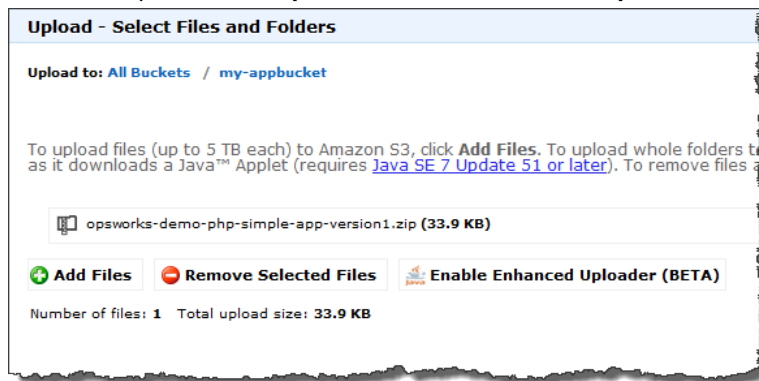 Upload - Select Files and Folders
Upload to: All Buckets / my-appbucket
To upload files (up to 5 TB each) to Amazon S3, click Add Files. To upload whole folders
as it downloads a Java™ Applet (requires Java SE 7 Update 51 or later). To remove files
opsworks-demo-php-simple-app-version1.zip (33.9 KB)
Add Files Remove Selected Files Java Enable Enhanced Uploader (BETA)
Number of files: 1 Total upload size: 33.9 KB